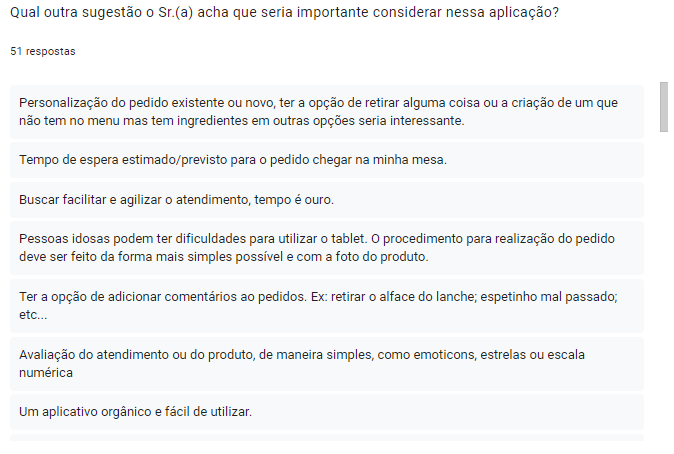 Qual outra sugestão o Sr.(a) acha que seria importante considerar nessa aplicação?
51 respostas
Personalização do pedido existente ou novo, ter a opção de retirar alguma coisa ou a criação de um que
não tem no menu mas tem ingredientes em outras opções seria interessante.
Tempo de espera estimado/previsto para o pedido chegar na minha mesa.
Buscar facilitar e agilizar o atendimento, tempo é ouro.
Pessoas idosas podem ter dificuldades para utilizar o tablet. O procedimento para realização do pedido
deve ser feito da forma mais simples possível e com a foto do produto.
Ter a opção de adicionar comentários ao pedidos. Ex: retirar o alface do lanche; espetinho mal passado;
etc...
Avaliação do atendimento ou do produto, de maneira simples, como emoticons, estrelas ou escala
numérica
Um aplicativo orgânico e fácil de utilizar.